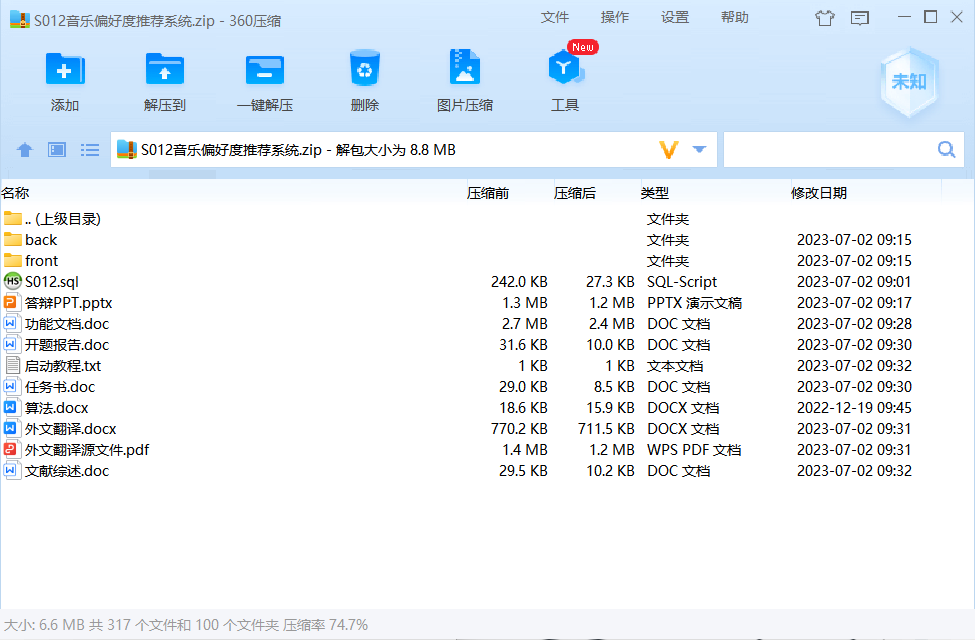 S012音乐偏好度推荐系统.zip - 360压缩 文件 操作 设置 帮助
New
未知
添加 解压到 一键解压 删除 图片压缩 工具
S012音乐偏好度推荐系统.zip - 解包大小为 8.8 MB
名称 压缩前 压缩后 类型 修改日期
.. (上级目录) 文件夹
back 文件夹 2023-07-02 09:15
front 文件夹 2023-07-02 09:15
HS S012.sql 242.0 KB 27.3 KB SQL-Script 2023-07-02 09:01
答辩PPT.pptx 1.3 MB 1.2 MB PPTX 演示文稿 2023-07-02 09:17
功能文档.doc 2.7 MB 2.4 MB DOC 文档 2023-07-02 09:28
开题报告.doc 31.6 KB 10.0 KB DOC 文档 2023-07-02 09:30
启动教程.txt 1 KB 1 KB 文本文档 2023-07-02 09:32
任务书.doc 29.0 KB 8.5 KB DOC 文档 2023-07-02 09:30
算法.docx 18.6 KB 15.9 KB DOCX 文档 2022-12-19 09:45
外文翻译.docx 770.2 KB 711.5 KB DOCX 文档 2023-07-02 09:31
外文翻译源文件.pdf 1.4 MB 1.2 MB WPS PDF 文档 2023-07-02 09:31
文献综述.doc 29.5 KB 10.2 KB DOC 文档 2023-07-02 09:32
大小: 6.6 MB 共 317 个文件和 100 个文件夹 压缩率 74.7%